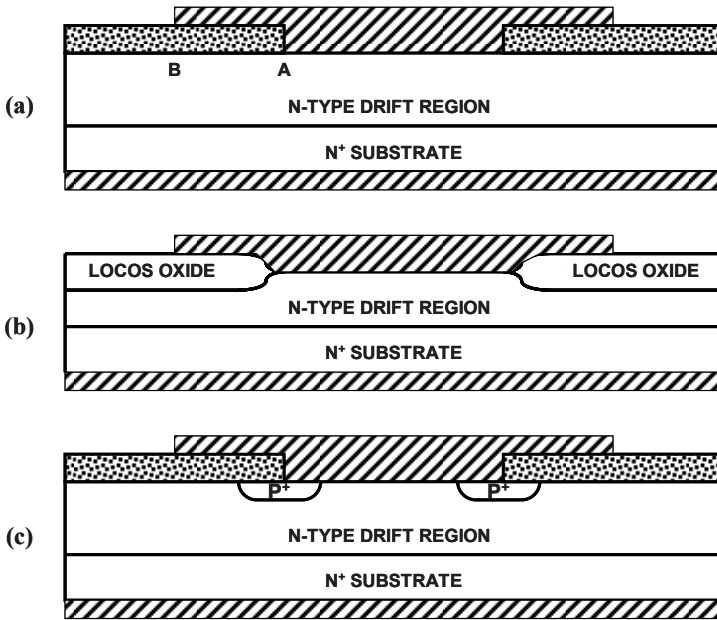 B A
(a)
N-TYPE DRIFT REGION
N+ SUBSTRATE
LOCOS OXIDE LOCOS OXIDE
(b)
N-TYPE DRIFT REGION
N+ SUBSTRATE
P+ P+
(c)
N-TYPE DRIFT REGION
N+ SUBSTRATE